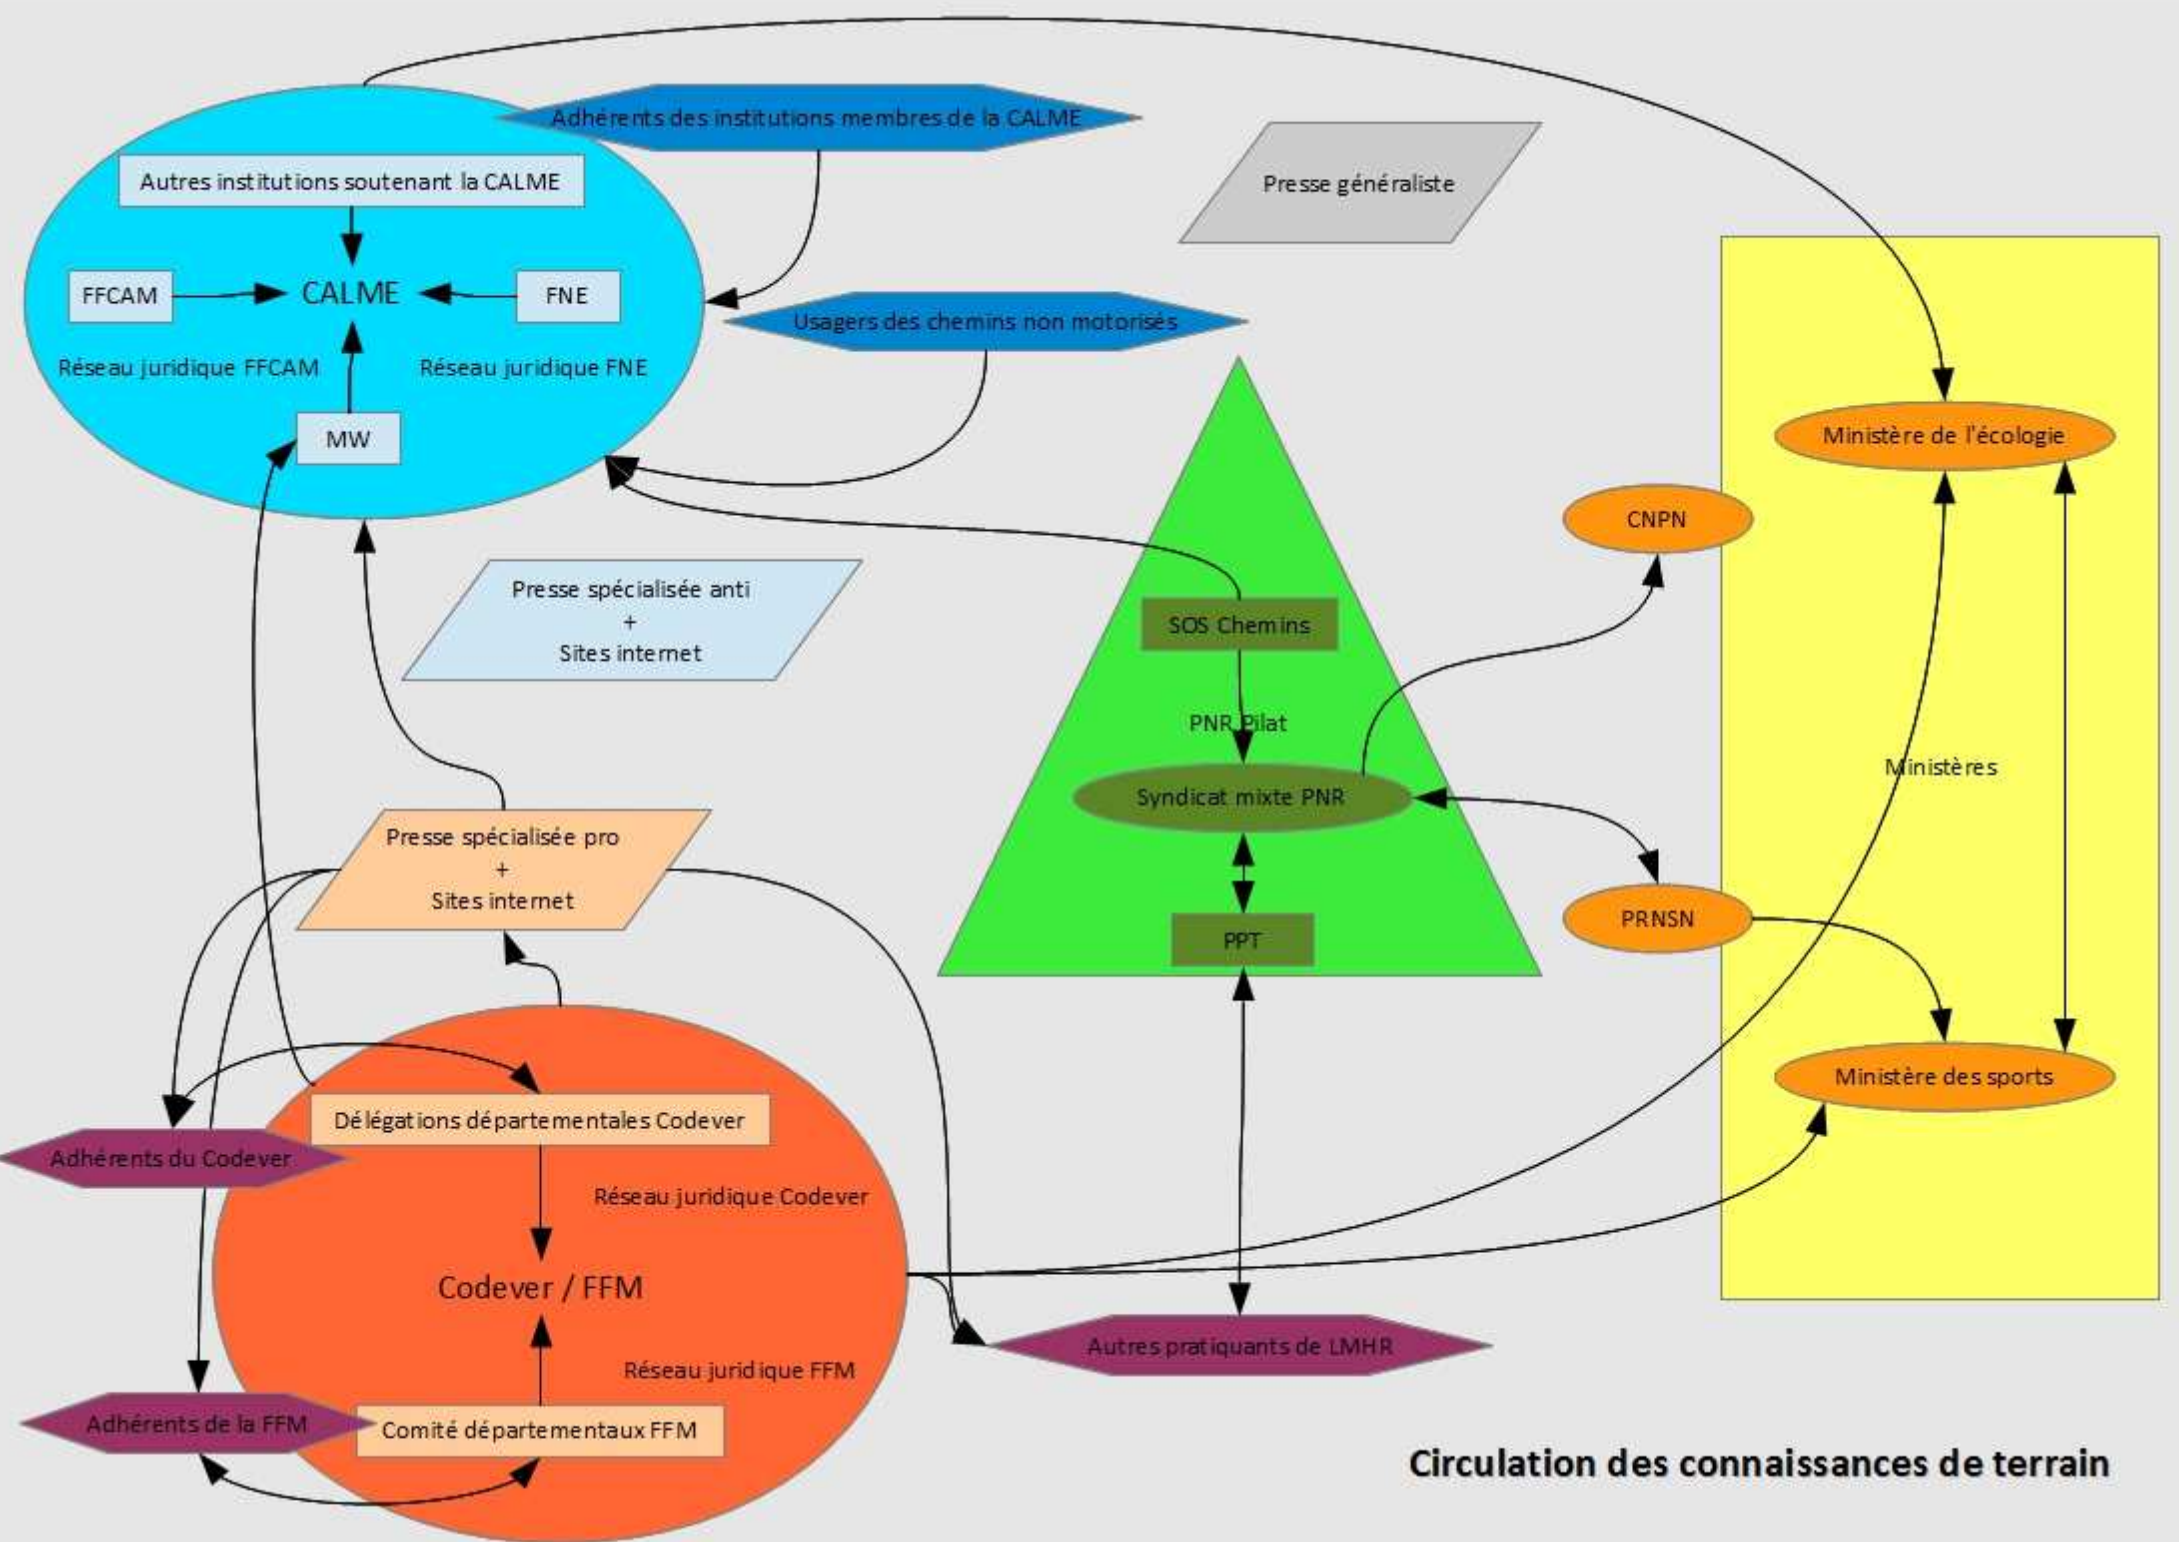 Adhérents des institutions membres de la CALME
Autres institutions soutenant la CALME
Presse généraliste
FFCAM
CALME
FNE
Usagers des chemins non motorisés
Réseau juridique FFCAM
Réseau juridique FNE
MW
Ministère de l'écologie
CNPN
Presse spécialisée anti
+
Sites internet
SOS Chemins
PNR Pilat
Ministères
Syndicat mixte PNR
Presse spécialisée pro
+
Sites internet
PRNSN
PPT
Ministère des sports
Délégations départementales Codever
Adhérents du Codever
Réseau juridique Codever
Codever / FFM
Autres pratiquants de LMHR
Réseau juridique FFM
Adhérents de la FFM
Comité départementaux FFM
Circulation des connaissances de terrain